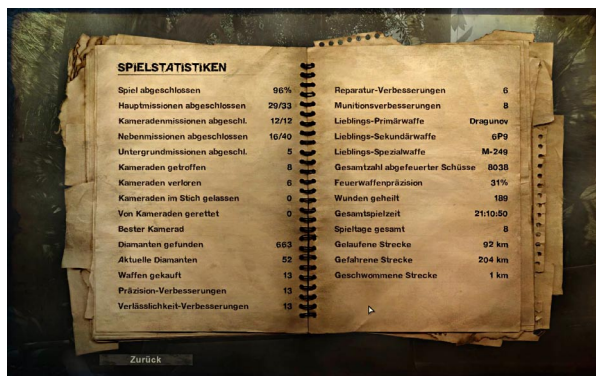 SPIELSTATISTIKEN
Spiel abgeschlossen 96%
Hauptmissionen abgeschlossen 29/33
Kameradenmissionen abgeschl. 12/12
Nebenmissionen abgeschlossen 16/40
Untergrundmissionen abgeschl. 5
Kameraden getroffen 8
Kameraden verloren 6
Kameraden im Stich gelassen 0
Von Kameraden gerettet 0
Bester Kamerad
Diamanten gefunden 663
Aktuelle Diamanten 52
Waffen gekauft 13
Präzision-Verbesserungen 13
Verlässlichkeit-Verbesserungen 13
Reparatur-Verbesserungen 6
Munitionsverbesserungen 8
Lieblings-Primärwaffe Dragunov
Lieblings-Sekundärwaffe 6P9
Lieblings-Spezialwaffe M-249
Gesamtzahl abgefeuerter Schüsse 8038
Feuerwaffenpräzision 31%
Wunden geheilt 189
Gesamtspielzeit 21:10:50
Spieltage gesamt 8
Gelaufene Strecke 92 km
Gefahrene Strecke 204 km
Geschwommene Strecke 1 km
Zurück